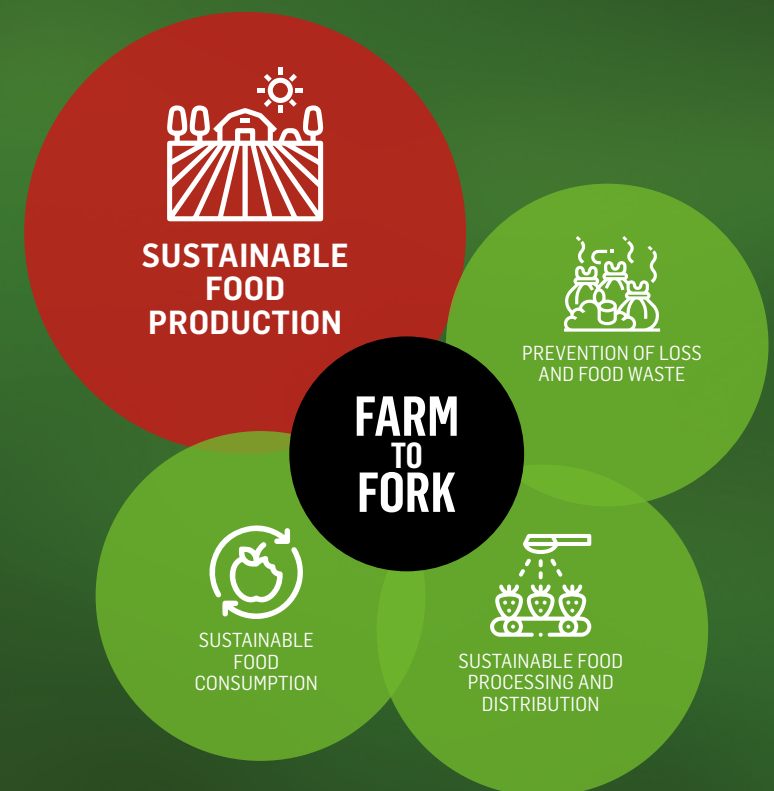 SUSTAINABLE
FOOD
PRODUCTION
PREVENTION OF LOSS
AND FOOD WASTE
FARM
TO
FORK
SUSTAINABLE
FOOD
CONSUMPTION
SUSTAINABLE FOOD
PROCESSING AND
DISTRIBUTION